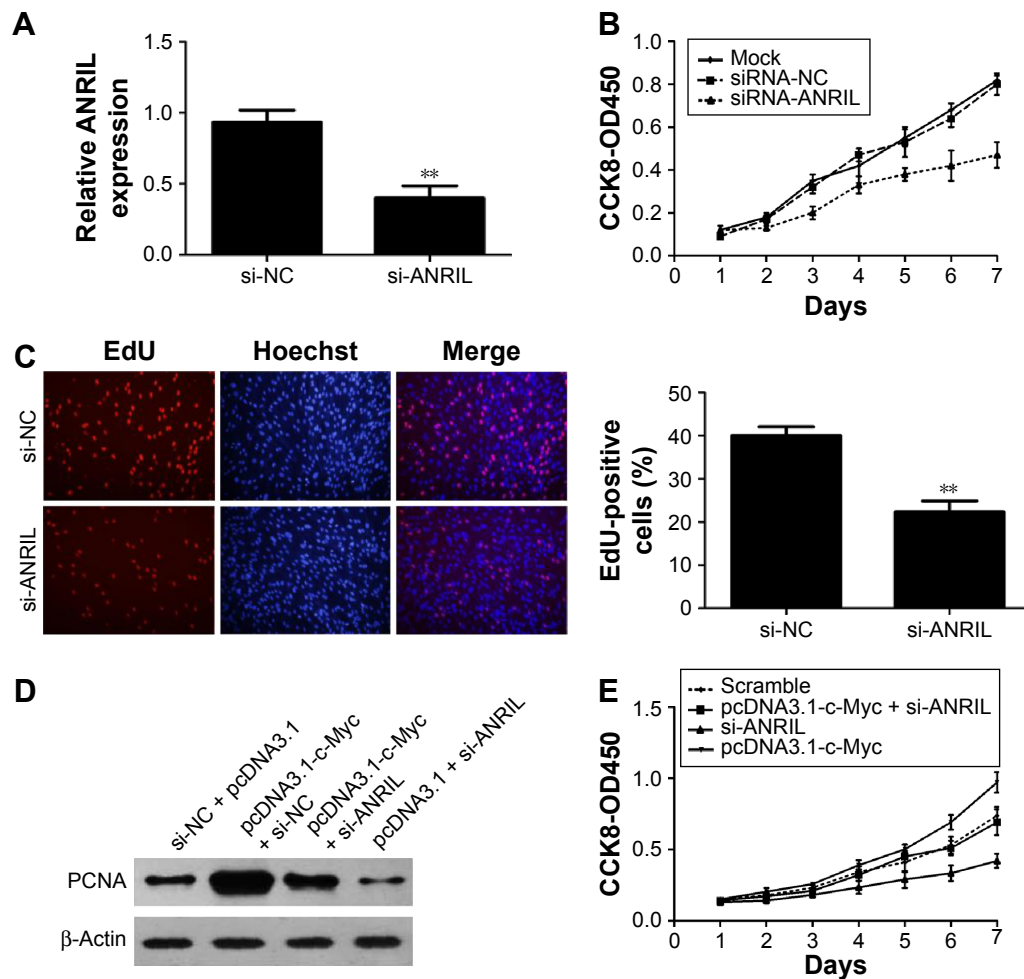 A
Relative ANRIL
expression
1.5
1.0
0.5
0.0
**
si-NC
si-ANRIL
B
CCK8-OD450
1.0
0.8
0.6
0.4
0.2
0.0
Mock
siRNA-NC
siRNA-ANRIL
0 1 2 3 4 5 6 7
Days
C
EdU
Hoechst
Merge
si-NC
si-ANRIL
EdU-positive
cells (%)
50
40
30
20
10
0
**
si-NC
si-ANRIL
D
si-NC + pcDNA3.1
pcDNA3.1-c-Myc
+ si-NC
pcDNA3.1-c-Myc
+ si-ANRIL
pcDNA3.1 + si-ANRIL
PCNA
β-Actin
E
CCK8-OD450
1.5
1.0
0.5
0.0
Scramble
pcDNA3.1-c-Myc + si-ANRIL
si-ANRIL
pcDNA3.1-c-Myc
0 1 2 3 4 5 6 7
Days